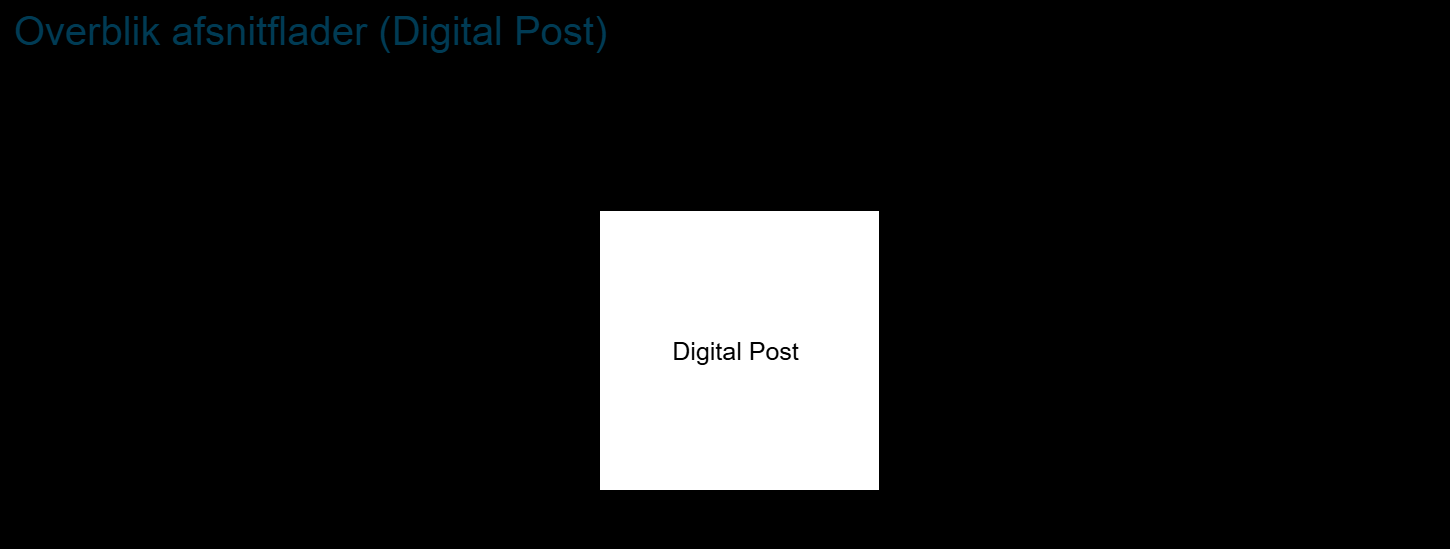 Overblik afsnitflader (Digital Post)
Digital Post